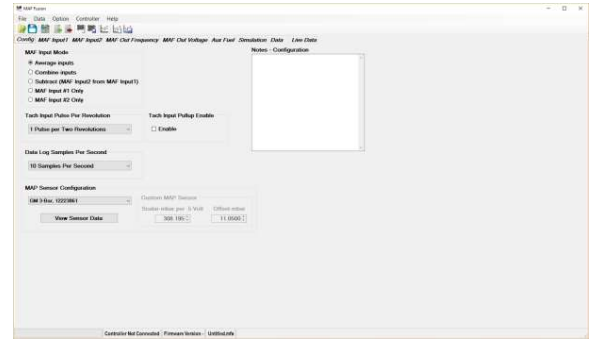 MAF Fusion
File Data Option Controller Help
Config MAF Input1 MAF Input2 MAF Out Frequency MAF Out Voltage Aux Fuel Simulation Data Live Data
MAF Input Mode
Average inputs
Combine inputs
Subtract (MAF Input2 from MAF Input1)
MAF Input #1 Only
MAF Input #2 Only
Notes - Configuration
Tach Input Pulse Per Revolution
1 Pulse per Two Revolutions
Tach Input Pullup Enable
Enable
Data Log Samples Per Second
10 Samples Per Second
MAP Sensor Configuration
GM 3-Bar, 12223861
View Sensor Data
Custom MAP Sensor
Scalar-mbar per Volt
Offset-mbar
11.0500
Controller Not Connected Firmware Version - Untitled.mfx